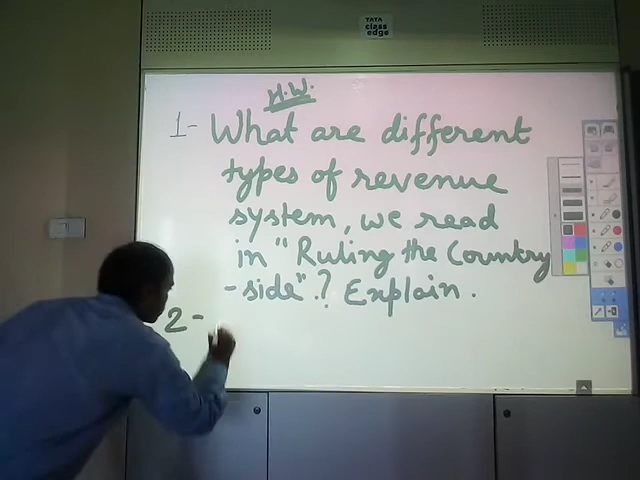 TATA
class
edge
H.W.
1- What are different
types of revenue
system, we read
in "Ruling the Country
-side".? Explain.
2-